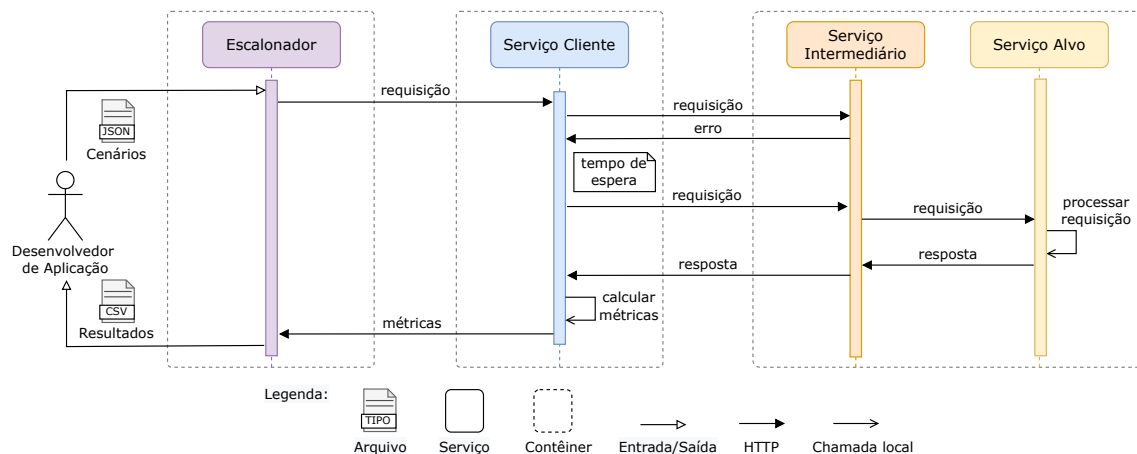 Escalonador
Serviço Cliente
Serviço
Intermediário
Serviço Alvo
requisição
requisição
erro
JSON
Cenários
tempo de
espera
requisição
requisição
processar
requisição
Desenvolvedor
de Aplicação
resposta
resposta
CSV
Resultados
calcular
métricas
métricas
Legenda:
TIPO
Arquivo
Serviço
Contêiner
Entrada/Saída
HTTP
Chamada local